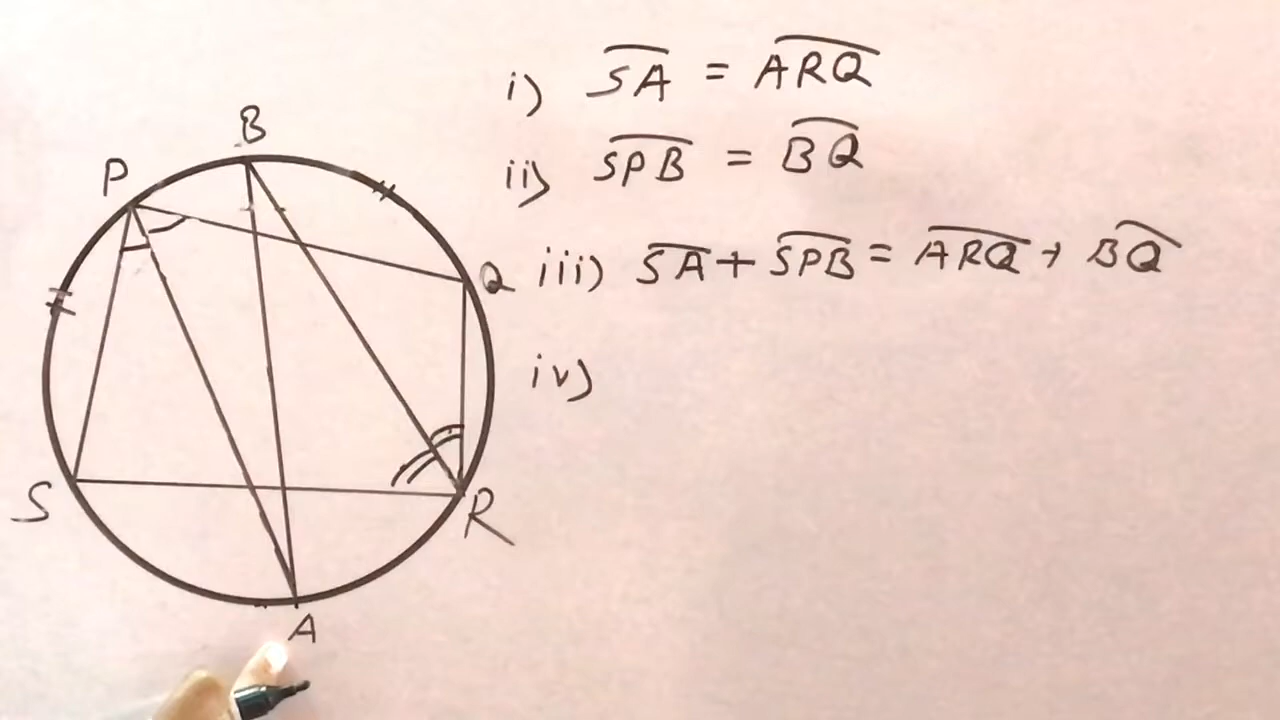 i) SA = ARQ
B
ii) SPB = BQ
P
iii) SA + SPB = ARQ + BQ
Q
iv)
S
R
A